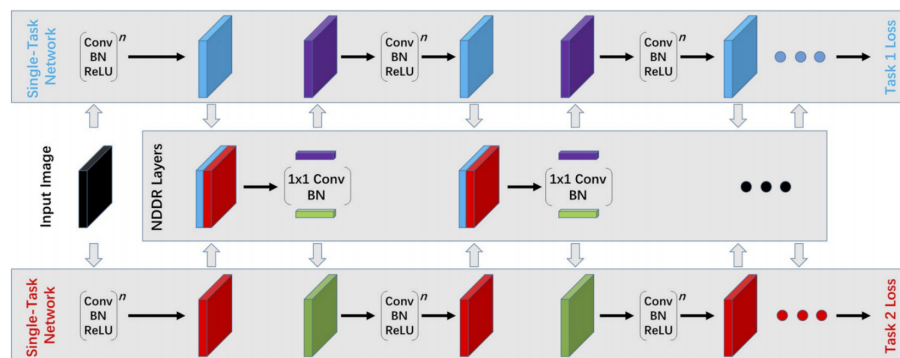 Single-Task
Network
Conv
BN
ReLU
n
Conv
BN
ReLU
n
Conv
BN
ReLU
n
Task 1 Loss
Input Image
NDDR Layers
1x1 Conv
BN
1x1 Conv
BN
Single-Task
Network
Conv
BN
ReLU
n
Conv
BN
ReLU
n
Conv
BN
ReLU
n
Task 2 Loss